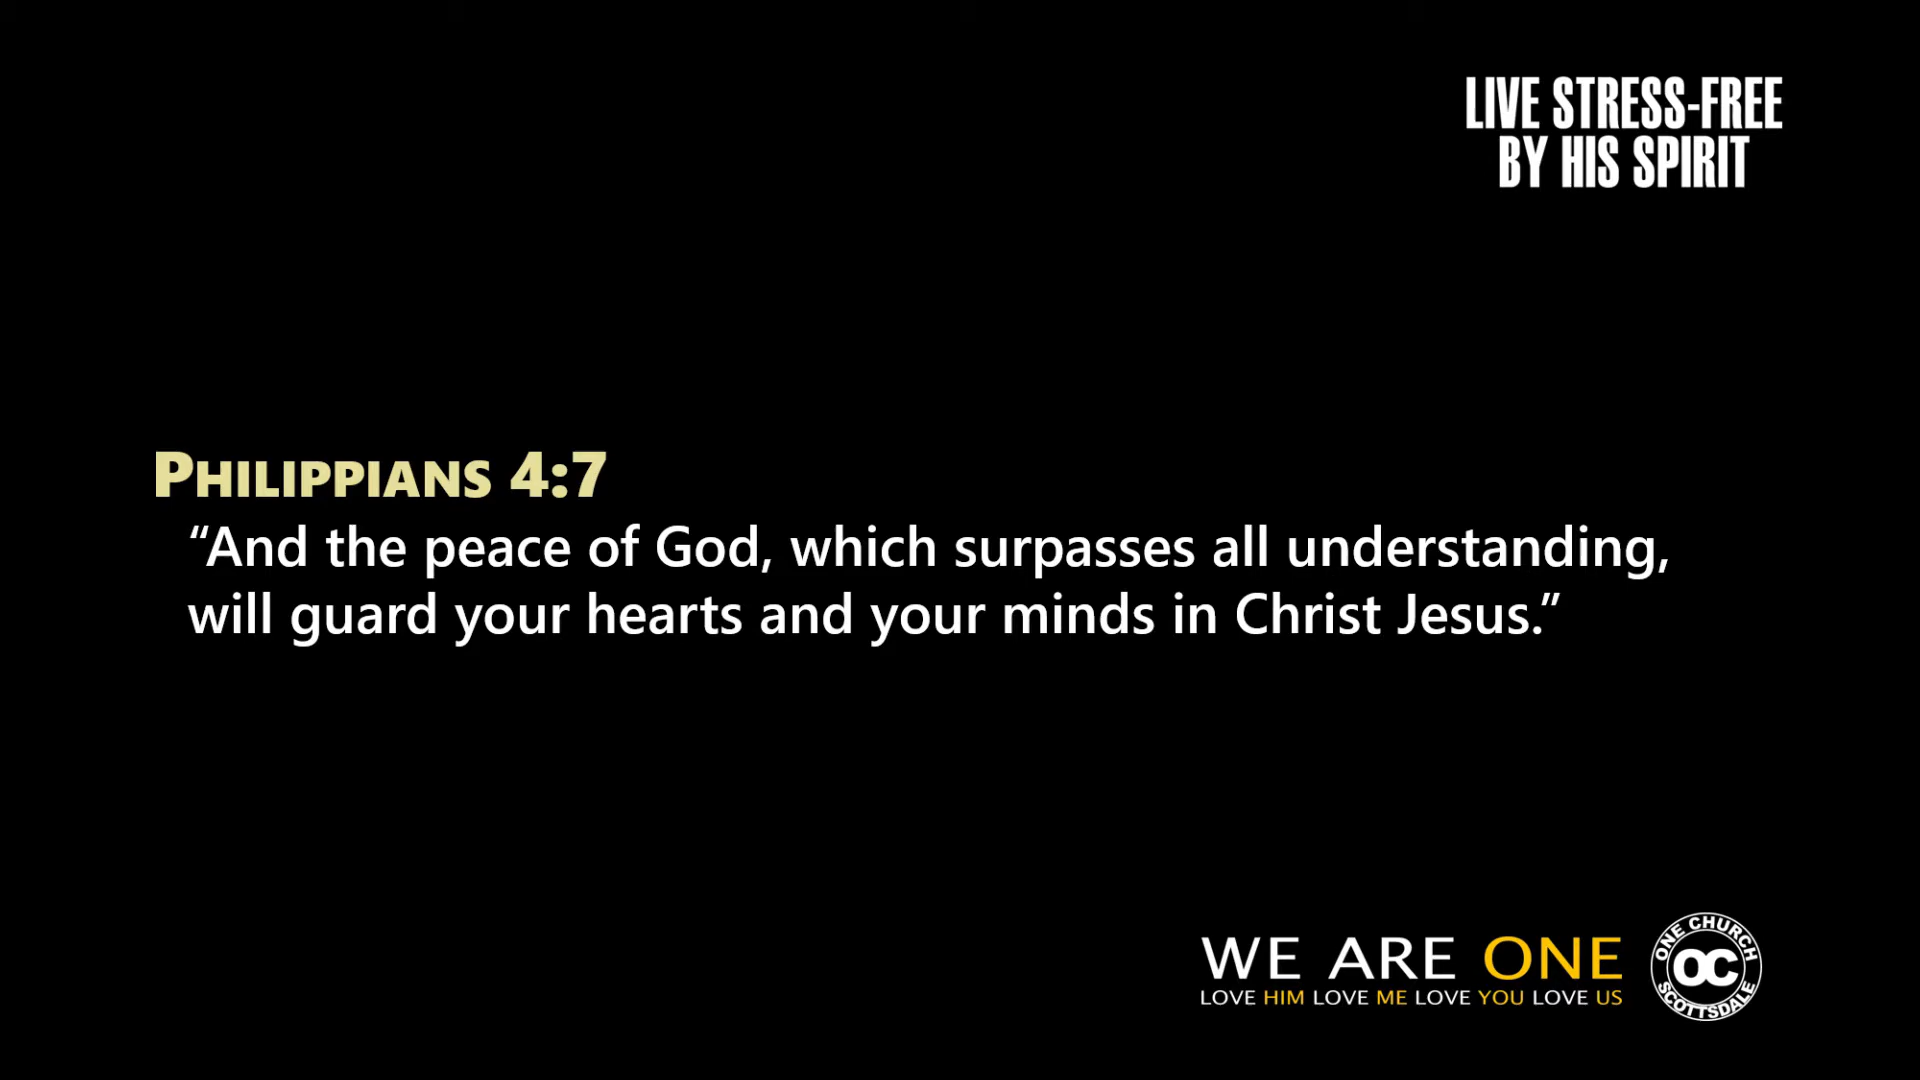 LIVE STRESS-FREE
BY HIS SPIRIT
PHILIPPIANS 4:7
“And the peace of God, which surpasses all understanding,
will guard your hearts and your minds in Christ Jesus.”
WE ARE ONE
LOVE HIM LOVE ME LOVE YOU LOVE US
ONE CHURCH
OC
SCOTTSDALE